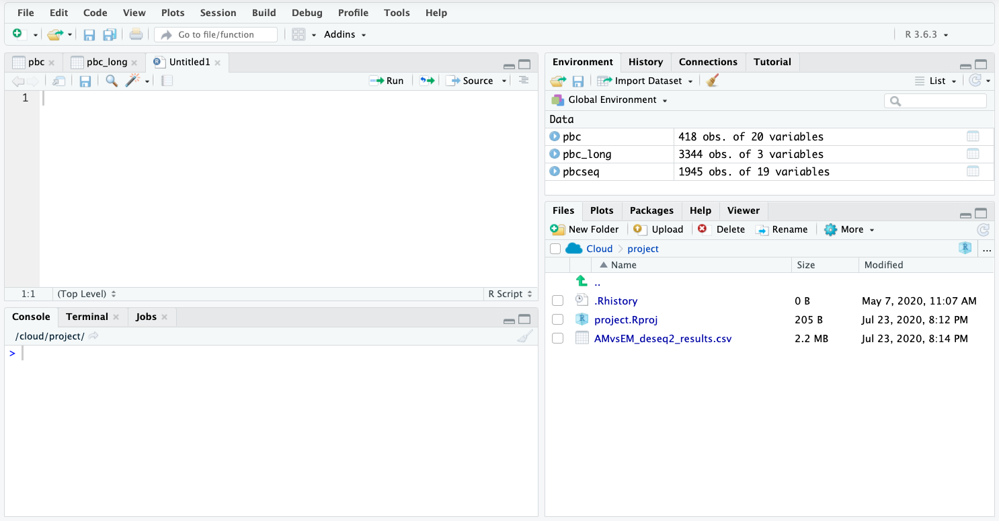 File Edit Code View Plots Session Build Debug Profile Tools Help
Go to file/function Addins R 3.6.3
pbc pbc_long Untitled1
Run Source
1
1:1 (Top Level) R Script
Console Terminal Jobs
/cloud/project/
>
Environment History Connections Tutorial
Import Dataset List
Global Environment
Data
pbc 418 obs. of 20 variables
pbc_long 3344 obs. of 3 variables
pbcseq 1945 obs. of 19 variables
Files Plots Packages Help Viewer
New Folder Upload Delete Rename More
Cloud project ...
Name Size Modified
..
.Rhistory 0 B May 7, 2020, 11:07 AM
project.Rproj 205 B Jul 23, 2020, 8:12 PM
AMvsEM_deseq2_results.csv 2.2 MB Jul 23, 2020, 8:14 PM